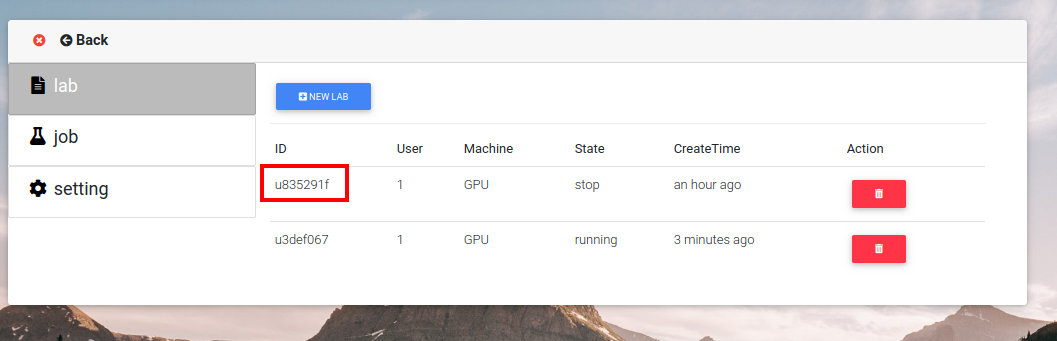 Back
lab
job
setting
NEW LAB
ID User Machine State CreateTime Action
u835291f 1 GPU stop an hour ago
u3def067 1 GPU running 3 minutes ago